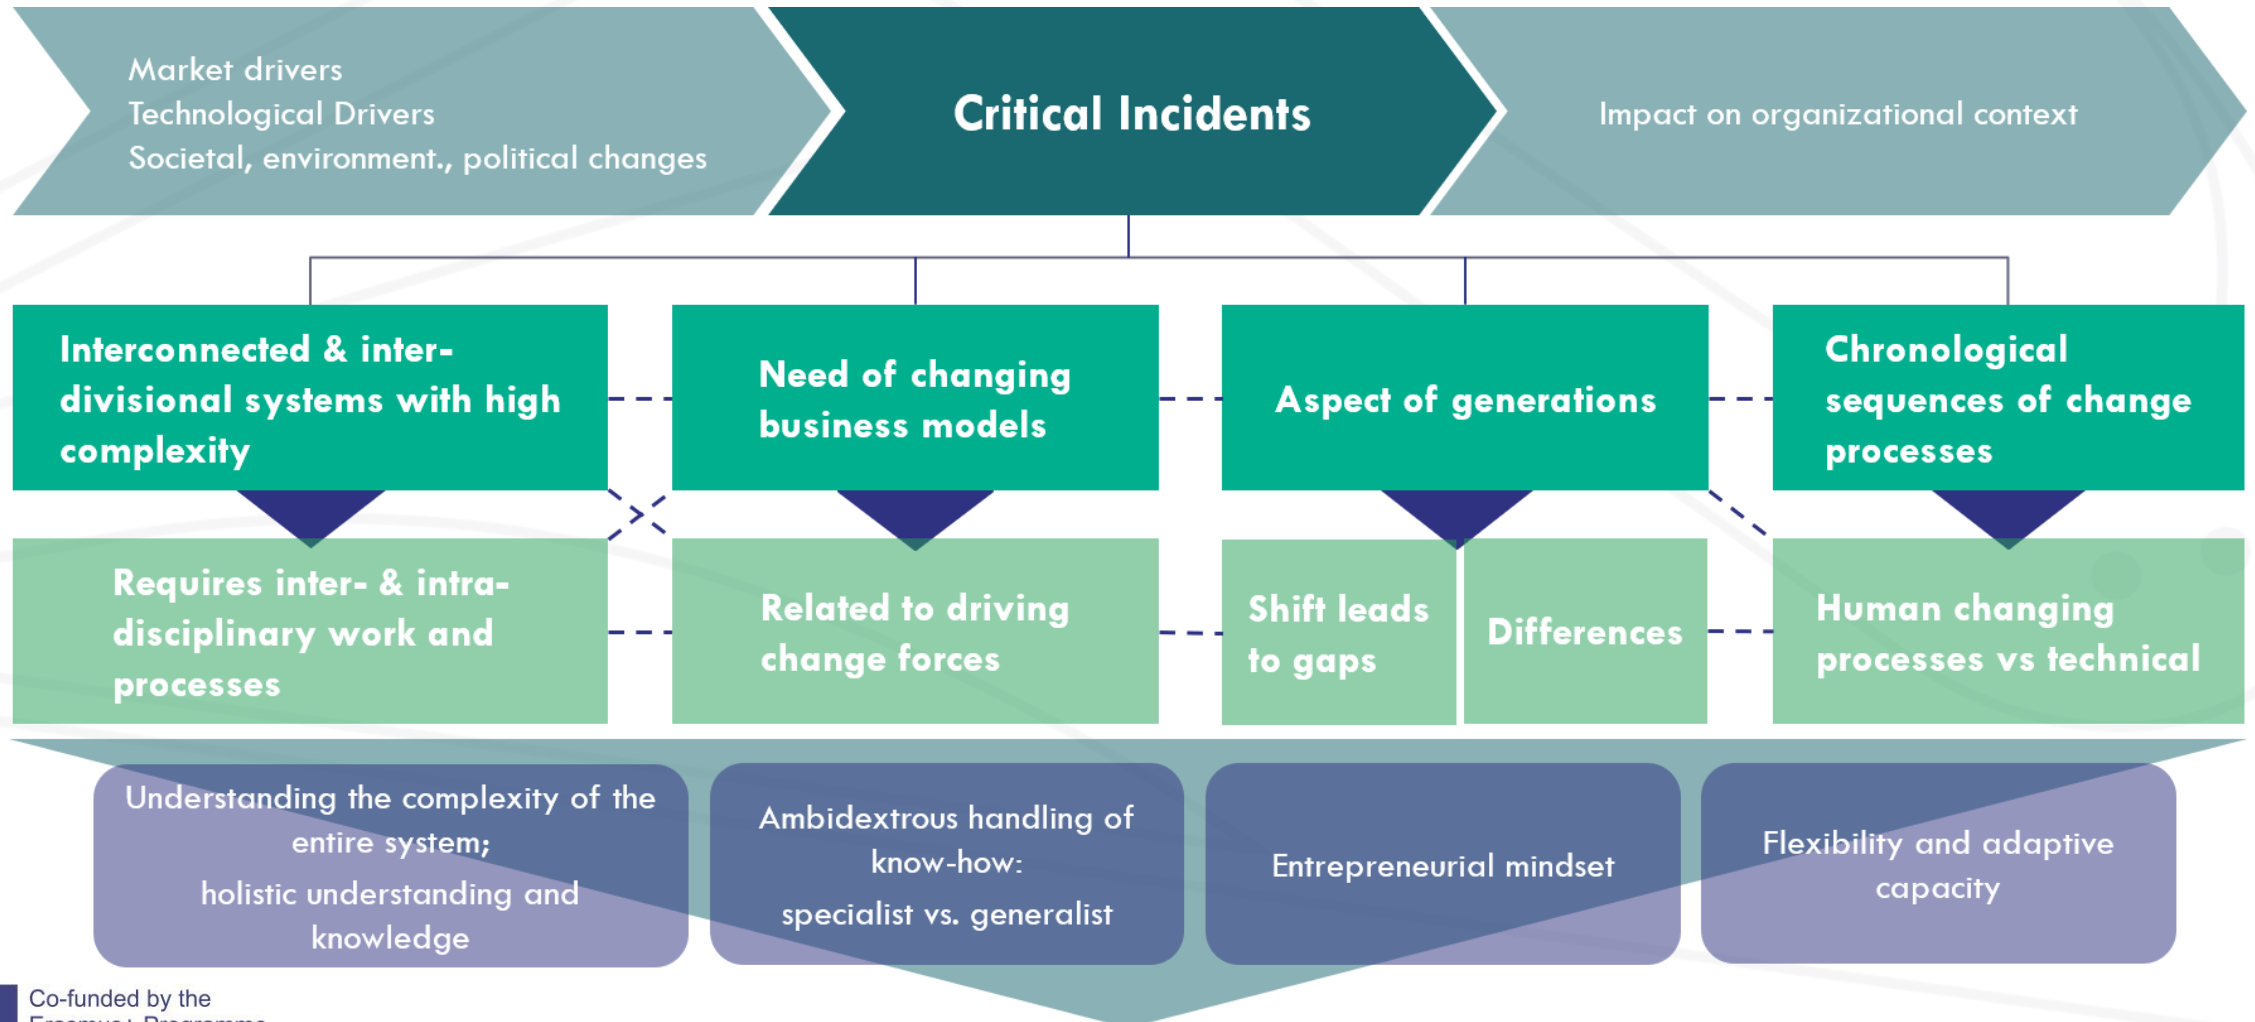 Market drivers
Technological Drivers
Societal, environment., political changes
Critical Incidents
Impact on organizational context
Interconnected & inter-
divisional systems with high
complexity
Need of changing
business models
Aspect of generations
Chronological
sequences of change
processes
Requires inter- & intra-
disciplinary work and
processes
Related to driving
change forces
Shift leads
to gaps
Differences
Human changing
processes vs technical
Understanding the complexity of the
entire system;
holistic understanding and
knowledge
Ambidextrous handling of
know-how:
specialist vs. generalist
Entrepreneurial mindset
Flexibility and adaptive
capacity
Co-funded by the
Erasmus+ Programme